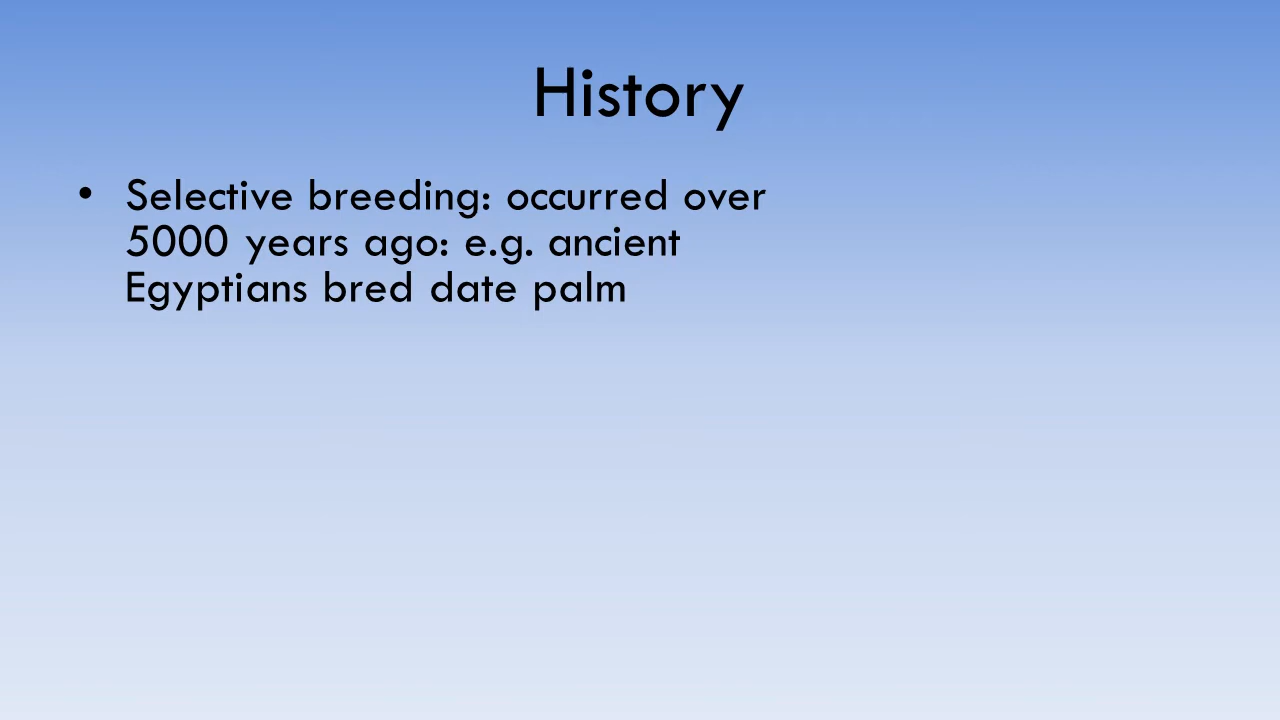 History
• Selective breeding: occurred over
5000 years ago: e.g. ancient
Egyptians bred date palm